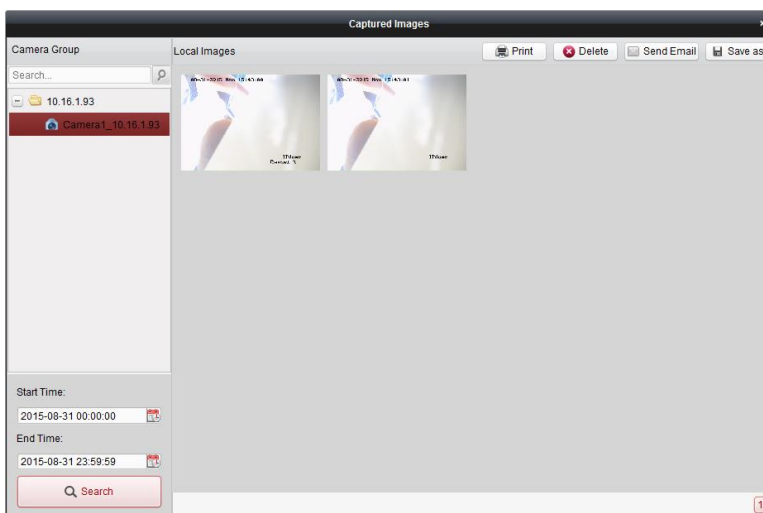 Captured Images
Camera Group
Local Images
Print
Delete
Send Email
Save as
Search...
10.16.1.93
Camera1_10.16.1.93
Start Time:
2015-08-31 00:00:00
End Time:
2015-08-31 23:59:59
Search
1